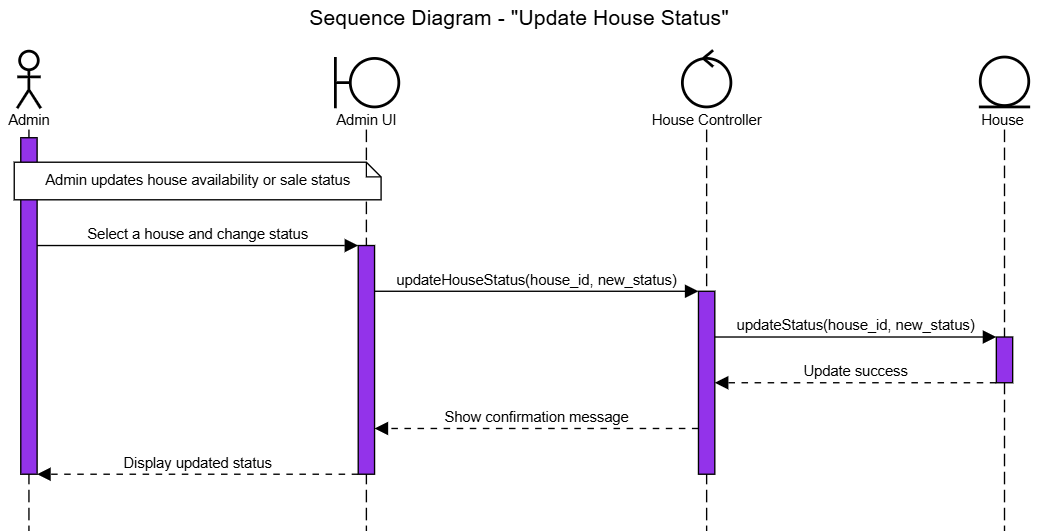 Sequence Diagram - "Update House Status"
Admin
Admin UI
House Controller
House
Admin updates house availability or sale status
Select a house and change status
updateHouseStatus(house_id, new_status)
updateStatus(house_id, new_status)
Update success
Show confirmation message
Display updated status